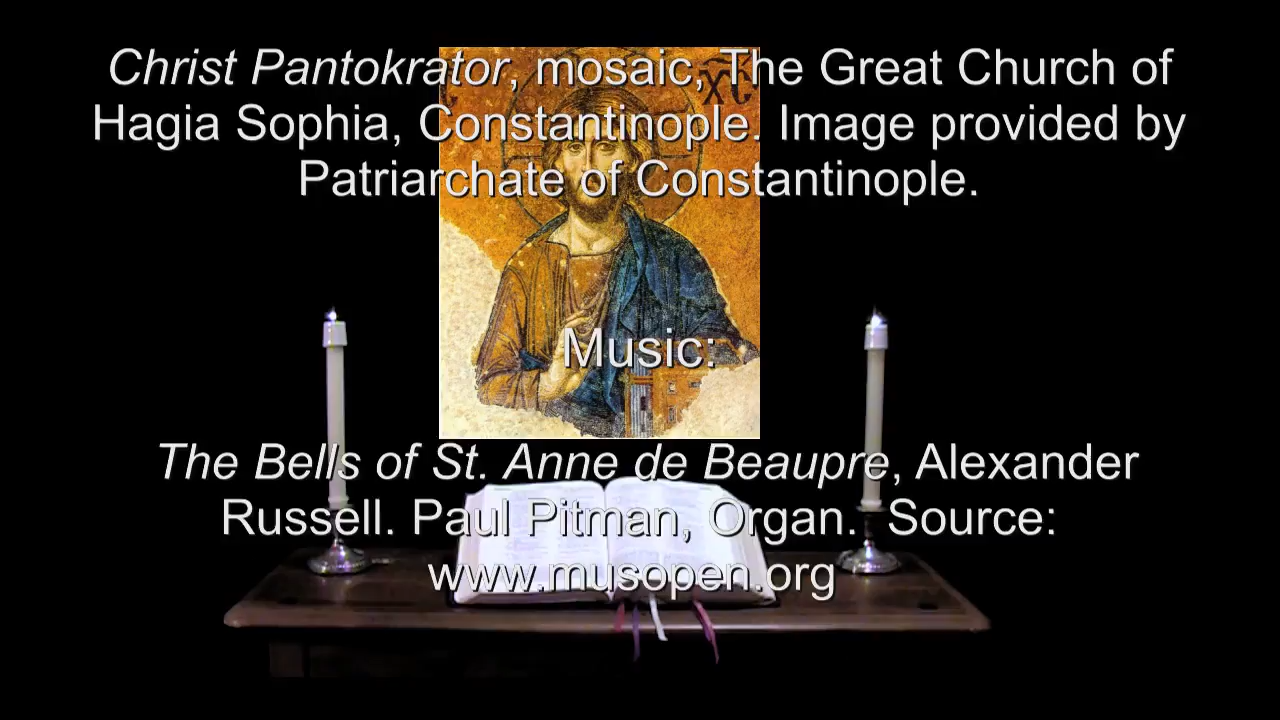 Christ Pantokrator, mosaic, The Great Church of
Hagia Sophia, Constantinople. Image provided by
Patriarchate of Constantinople.
Music:
The Bells of St. Anne de Beaupre, Alexander
Russell. Paul Pitman, Organ. Source:
www.musopen.org